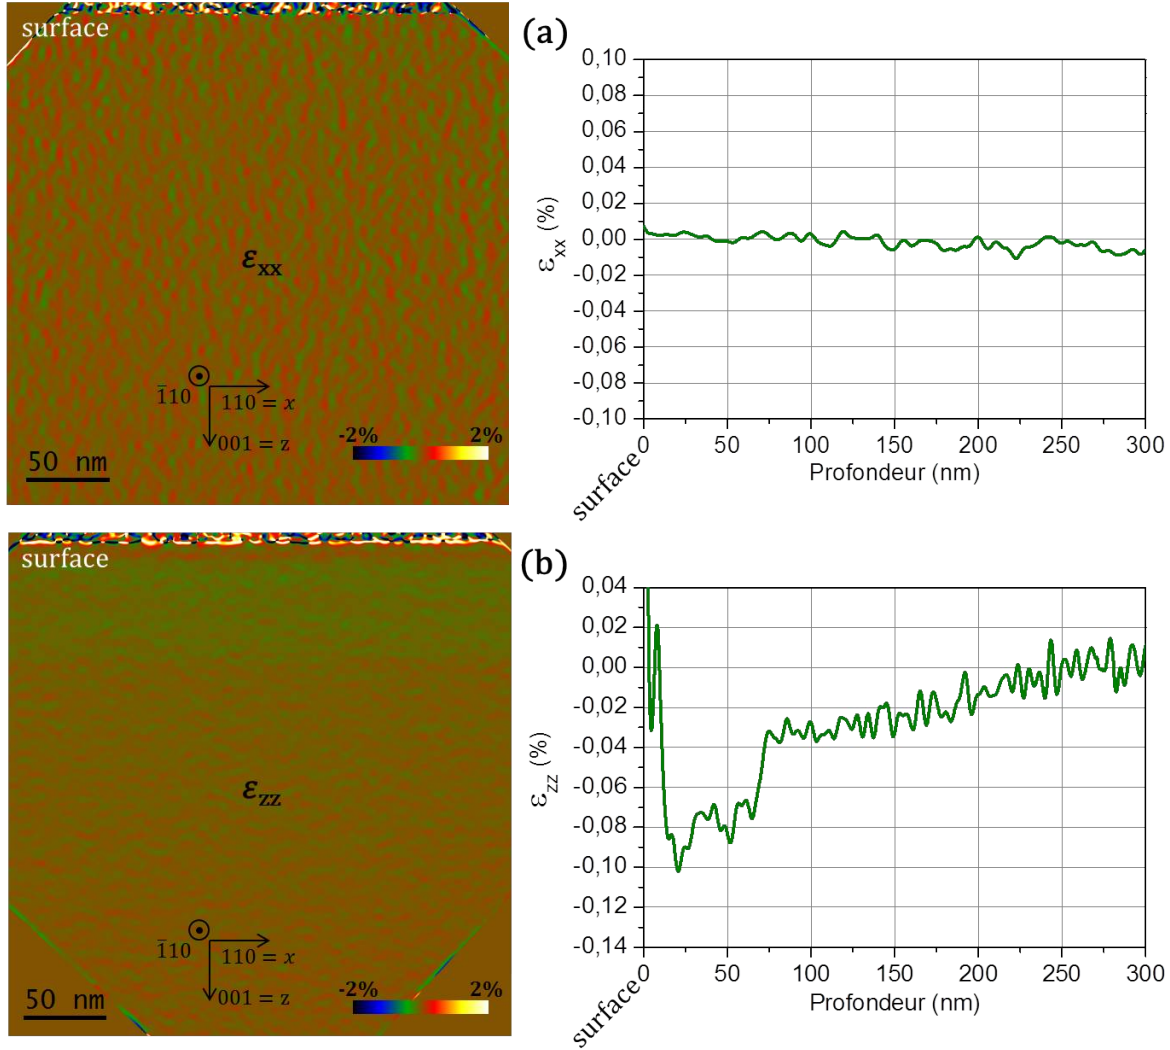 surface
(a)
ε_xx
1̅10
110 = x
001 = z
50 nm
-2%
2%
0,10
0,08
0,06
0,04
0,02
0,00
-0,02
-0,04
-0,06
-0,08
-0,10
ε_xx (%)
0 50 100 150 200 250 300
Profondeur (nm)
surface
surface
(b)
ε_zz
1̅10
110 = x
001 = z
50 nm
-2%
2%
0,04
0,02
0,00
-0,02
-0,04
-0,06
-0,08
-0,10
-0,12
-0,14
ε_zz (%)
0 50 100 150 200 250 300
Profondeur (nm)
surface